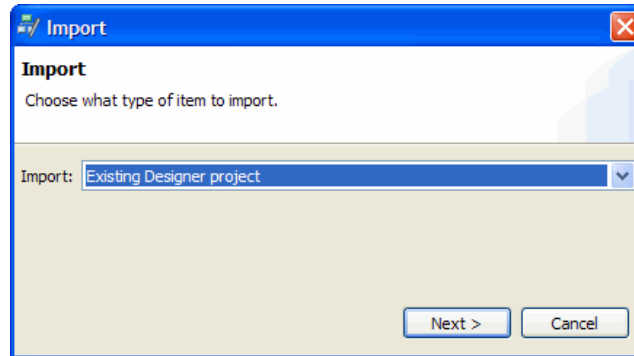 Import
Import
Choose what type of item to import.
Import: Existing Designer project
Next > Cancel